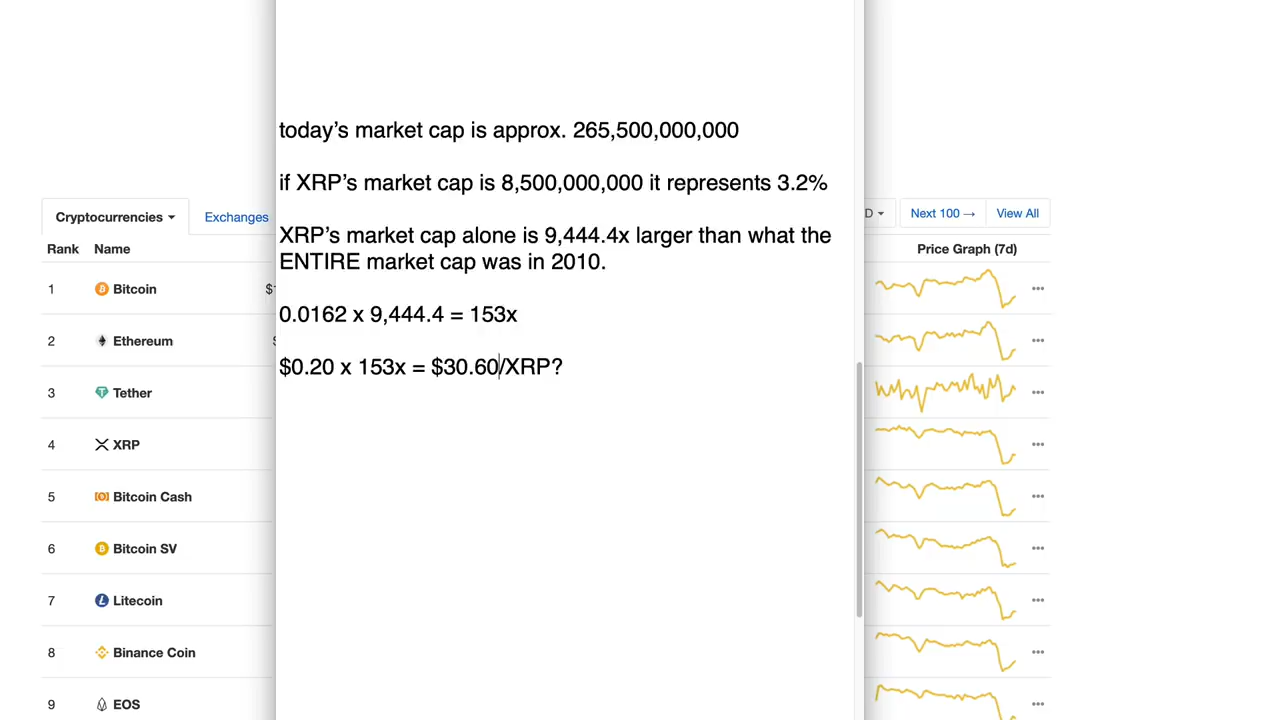 today's market cap is approx. 265,500,000,000
if XRP's market cap is 8,500,000,000 it represents 3.2%
XRP's market cap alone is 9,444.4x larger than what the
ENTIRE market cap was in 2010.
0.0162 x 9,444.4 = 153x
$0.20 x 153x = $30.60/XRP?
Cryptocurrencies Exchanges D Next 100 → View All
Rank Name Price Graph (7d)
1 Bitcoin
2 Ethereum
3 Tether
4 XRP
5 Bitcoin Cash
6 Bitcoin SV
7 Litecoin
8 Binance Coin
9 EOS